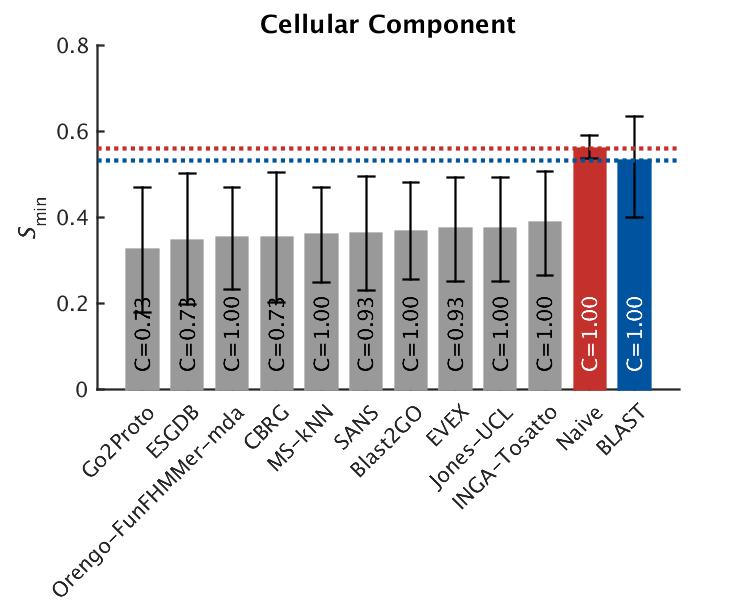 Cellular Component
0.8
0.6
0.4
0.2
0
Smin
C=0.73
C=0.73
C=1.00
C=0.73
C=1.00
C=0.93
C=1.00
C=0.93
C=1.00
C=1.00
C=1.00
C=1.00
Go2Proto
ESGDB
Orengo-FunFHMMer-mda
CBRG
MS-kNN
SANS
Blast2GO
EVEX
Jones-UCL
INGA-Tosatto
Naive
BLAST